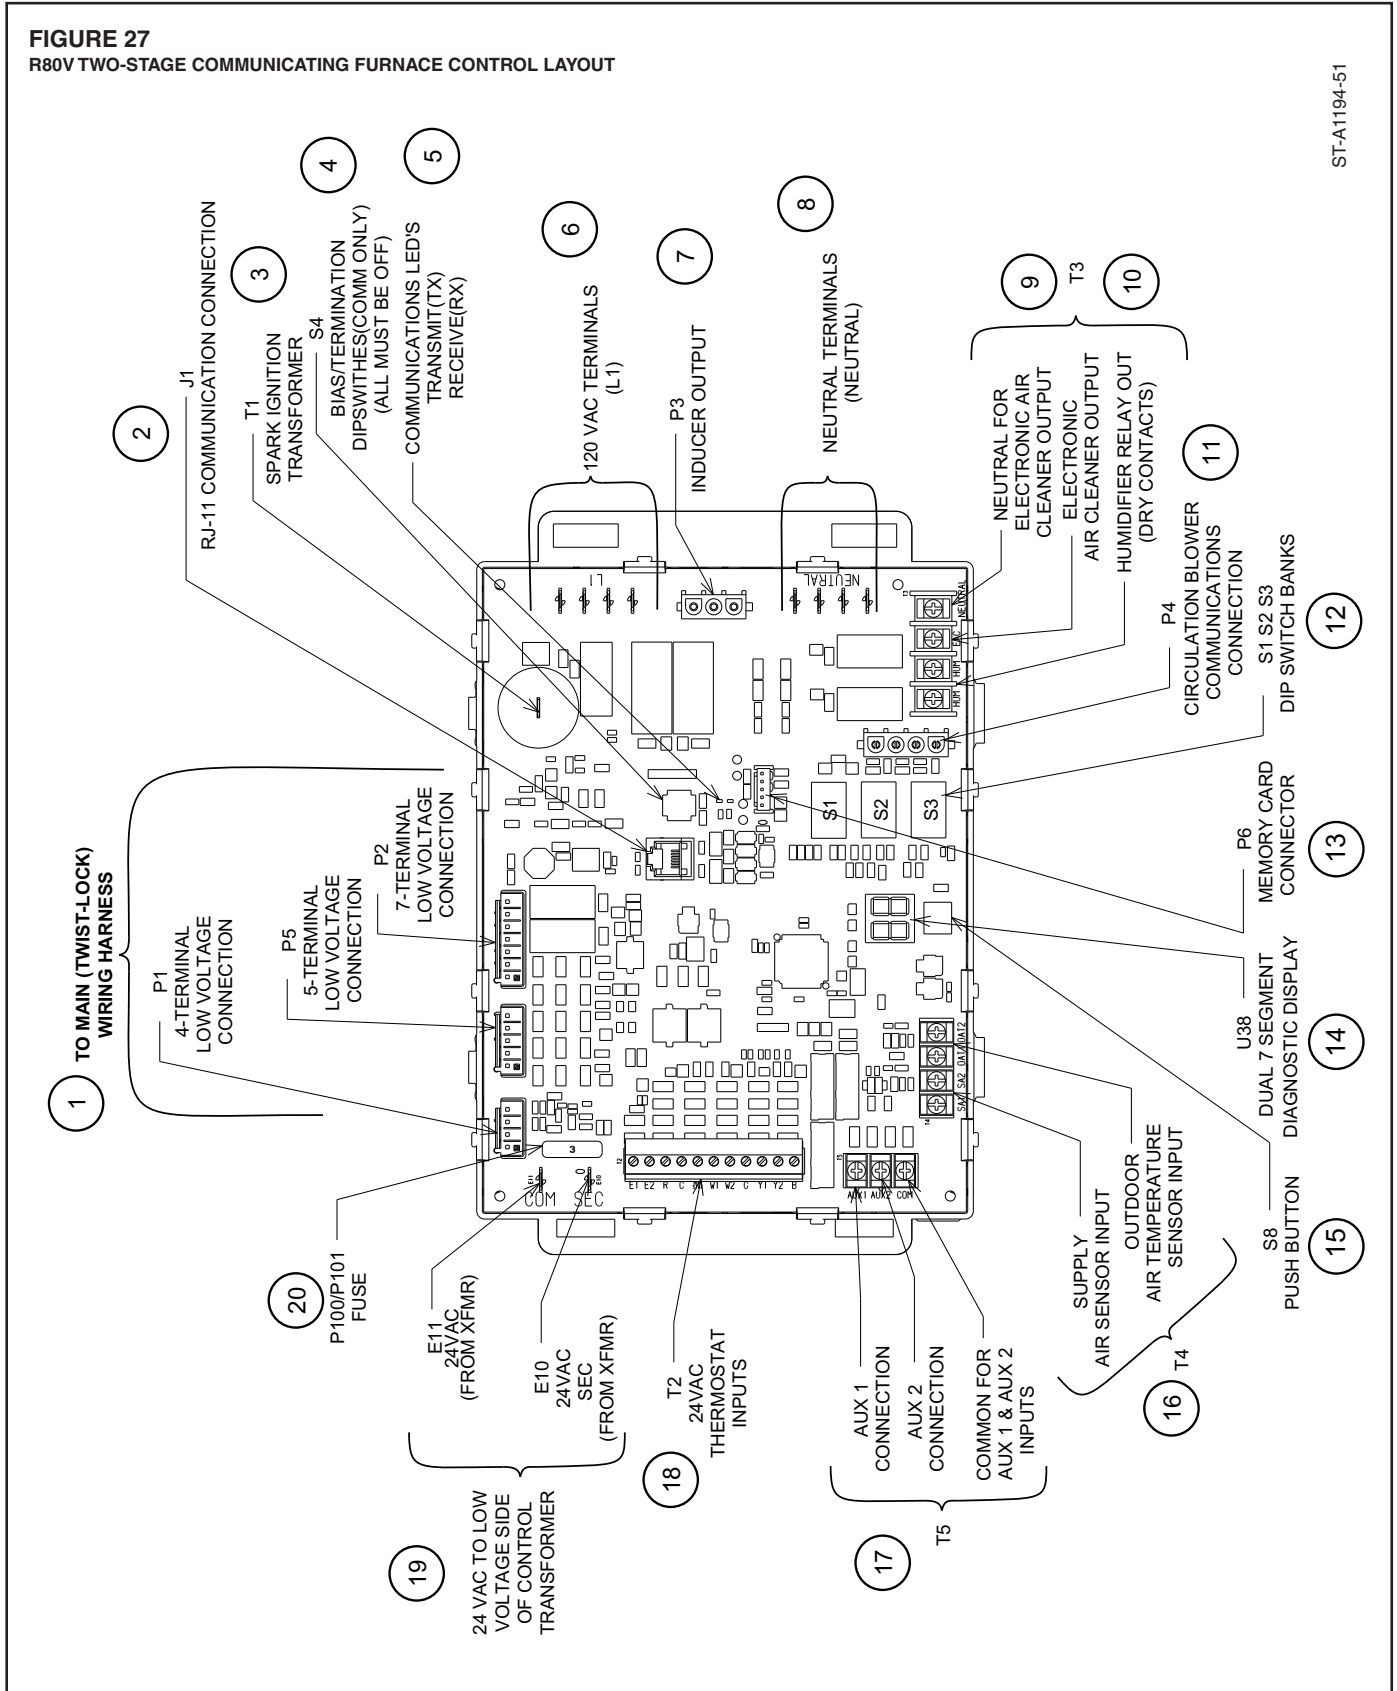 FIGURE 27
R80V TWO-STAGE COMMUNICATING FURNACE CONTROL LAYOUT
ST-A1194-51
1
TO MAIN (TWIST-LOCK)
WIRING HARNESS
P1
4-TERMINAL
LOW VOLTAGE
CONNECTION
P5
5-TERMINAL
LOW VOLTAGE
CONNECTION
P2
7-TERMINAL
LOW VOLTAGE
CONNECTION
2
J1
RJ-11 COMMUNICATION CONNECTION
3
T1
SPARK IGNITION
TRANSFORMER
4
S4
BIAS/TERMINATION
DIPSWITHES(COMM ONLY)
(ALL MUST BE OFF)
5
COMMUNICATIONS LED'S
TRANSMIT(TX)
RECEIVE(RX)
6
120 VAC TERMINALS
(L1)
7
P3
INDUCER OUTPUT
8
NEUTRAL TERMINALS
(NEUTRAL)
9
T3
10
NEUTRAL FOR
ELECTRONIC AIR
CLEANER OUTPUT
ELECTRONIC
AIR CLEANER OUTPUT
HUMIDIFIER RELAY OUT
(DRY CONTACTS)
11
P4
CIRCULATION BLOWER
COMMUNICATIONS
CONNECTION
12
S1 S2 S3
DIP SWITCH BANKS
13
P6
MEMORY CARD
CONNECTOR
14
U38
DUAL 7 SEGMENT
DIAGNOSTIC DISPLAY
15
S8
PUSH BUTTON
16
T4
SUPPLY
AIR SENSOR INPUT
OUTDOOR
AIR TEMPERATURE
SENSOR INPUT
17
T5
AUX 1
CONNECTION
AUX 2
CONNECTION
COMMON FOR
AUX 1 & AUX 2
INPUTS
18
T2
24VAC
THERMOSTAT
INPUTS
19
24 VAC TO LOW
VOLTAGE SIDE
OF CONTROL
TRANSFORMER
E11
24VAC
(FROM XFMR)
E10
24VAC
SEC
(FROM XFMR)
20
P100/P101
FUSE
L1
NEUTRAL
NEUTRAL
EAC
HUM
HUM
S1
S2
S3
3
E11
COM
E10
SEC
T2
E1 E2 R C W1 W2 G Y1 Y2 B
T5
AUX1 AUX2 COM
T4
SA2
OAT2